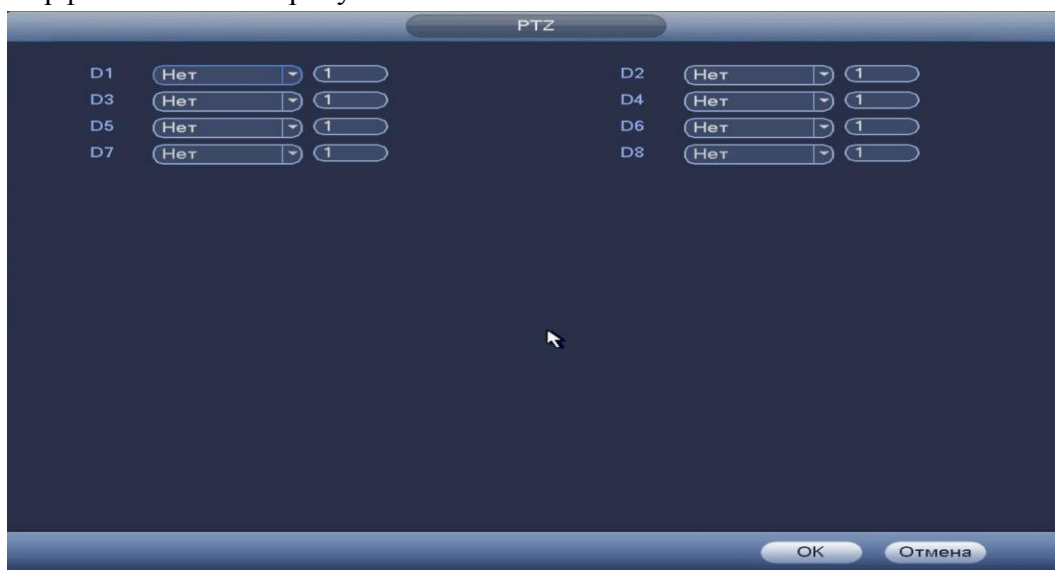 PTZ
D1 Нет 1 D2 Нет 1
D3 Нет 1 D4 Нет 1
D5 Нет 1 D6 Нет 1
D7 Нет 1 D8 Нет 1
OK Отмена